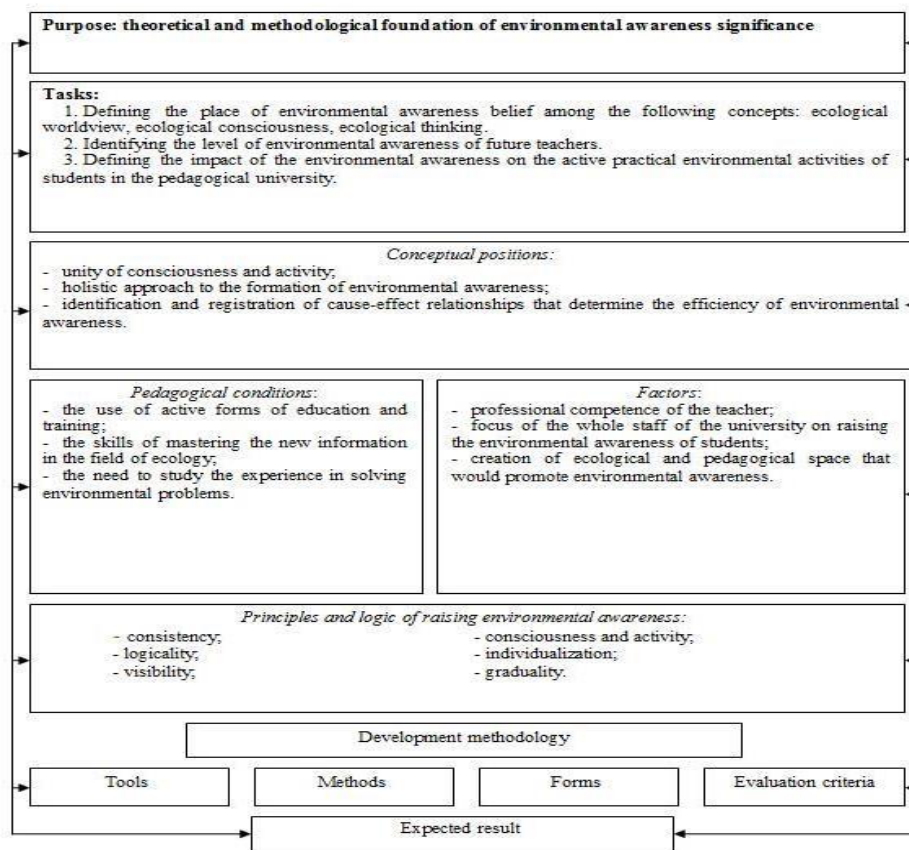 Purpose: theoretical and methodological foundation of environmental awareness significance
Tasks:
1. Defining the place of environmental awareness belief among the following concepts: ecological
worldview, ecological consciousness, ecological thinking.
2. Identifying the level of environmental awareness of future teachers.
3. Defining the impact of the environmental awareness on the active practical environmental activities of
students in the pedagogical university.
Conceptual positions:
- unity of consciousness and activity;
- holistic approach to the formation of environmental awareness;
- identification and registration of cause-effect relationships that determine the efficiency of environmental
awareness.
Pedagogical conditions:
- the use of active forms of education and
training;
- the skills of mastering the new information
in the field of ecology;
- the need to study the experience in solving
environmental problems.
Factors:
- professional competence of the teacher;
- focus of the whole staff of the university on raising
the environmental awareness of students;
- creation of ecological and pedagogical space that
would promote environmental awareness.
Principles and logic of raising environmental awareness:
- consistency;
- logicality;
- visibility;
- consciousness and activity;
- individualization;
- graduality.
Development methodology
Tools
Methods
Forms
Evaluation criteria
Expected result